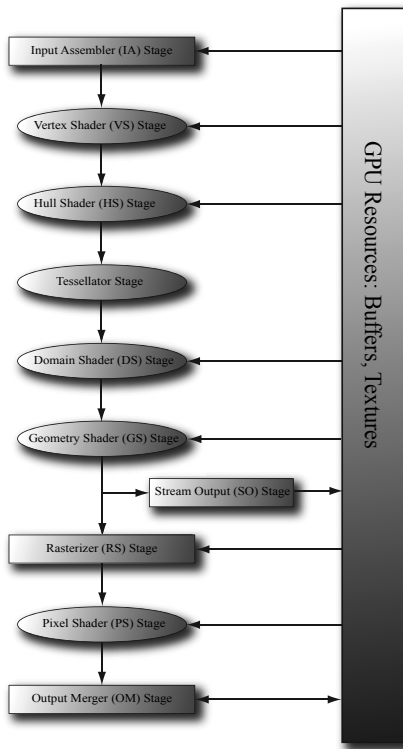 Input Assembler (IA) Stage
Vertex Shader (VS) Stage
Hull Shader (HS) Stage
Tessellator Stage
Domain Shader (DS) Stage
Geometry Shader (GS) Stage
Stream Output (SO) Stage
Rasterizer (RS) Stage
Pixel Shader (PS) Stage
Output Merger (OM) Stage
GPU Resources: Buffers, Textures